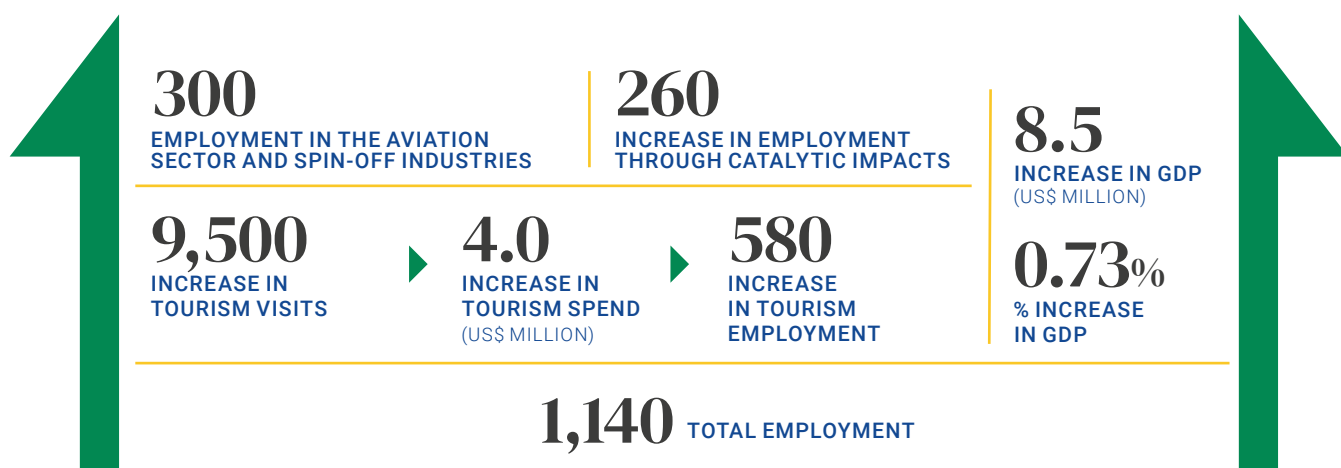 300
EMPLOYMENT IN THE AVIATION
SECTOR AND SPIN-OFF INDUSTRIES
260
INCREASE IN EMPLOYMENT
THROUGH CATALYTIC IMPACTS
8.5
INCREASE IN GDP
(US$ MILLION)
9,500
INCREASE IN
TOURISM VISITS
4.0
INCREASE IN
TOURISM SPEND
(US$ MILLION)
580
INCREASE
IN TOURISM
EMPLOYMENT
0.73%
% INCREASE
IN GDP
1,140 TOTAL EMPLOYMENT